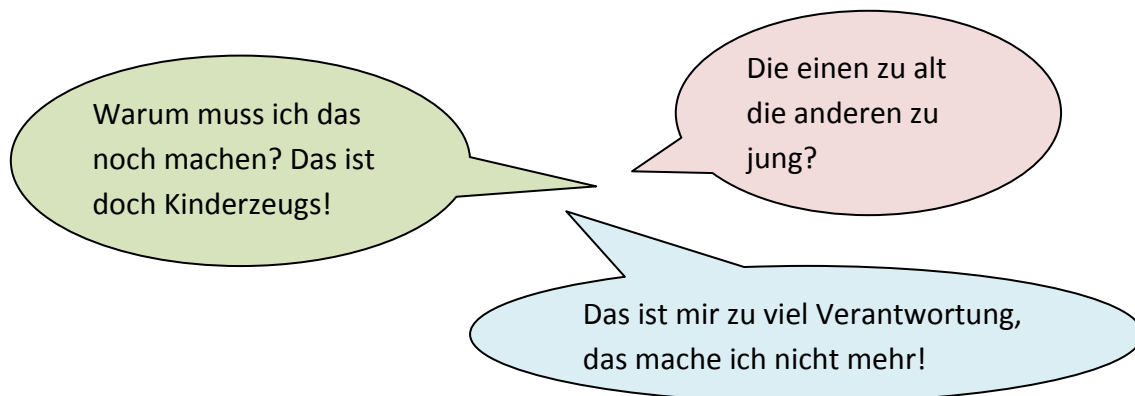 Warum muss ich das
noch machen? Das ist
doch Kinderzeugs!
Die einen zu alt
die anderen zu
jung?
Das ist mir zu viel Verantwortung,
das mache ich nicht mehr!